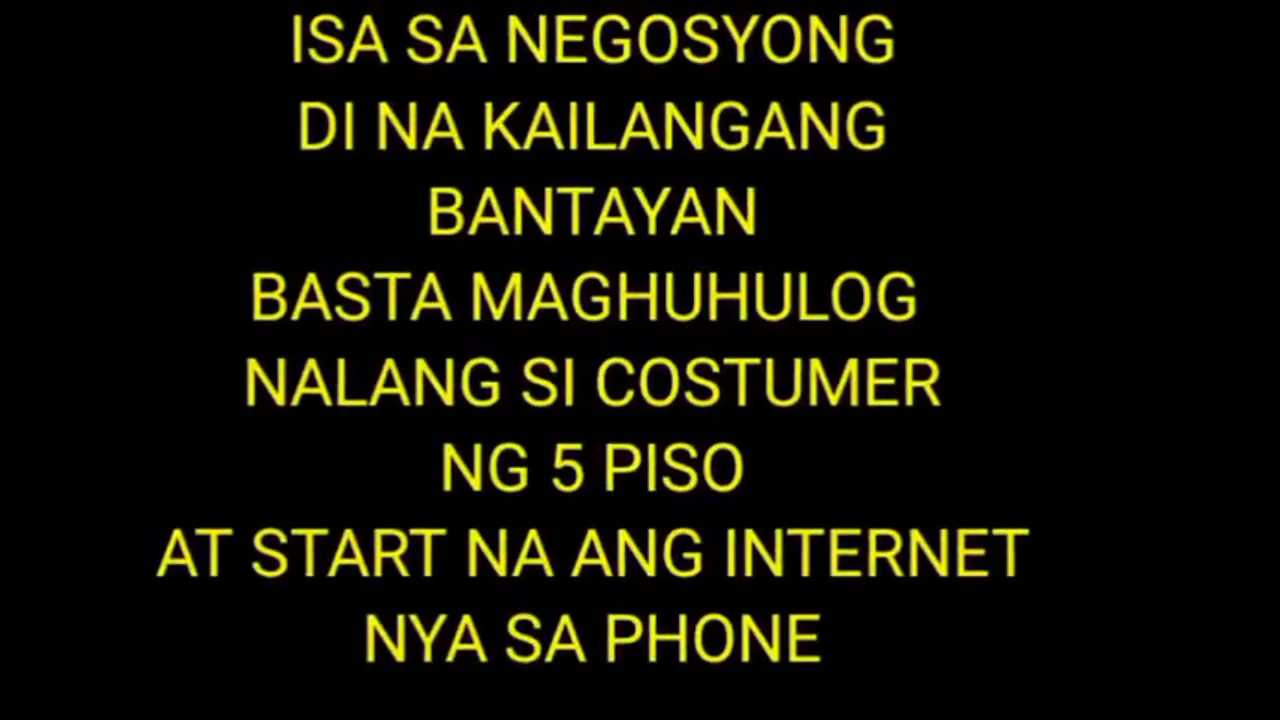 ISA SA NEGOSYONG
DI NA KAILANGANG
BANTAYAN
BASTA MAGHUHULOG
NALANG SI COSTUMER
NG 5 PISO
AT START NA ANG INTERNET
NYA SA PHONE